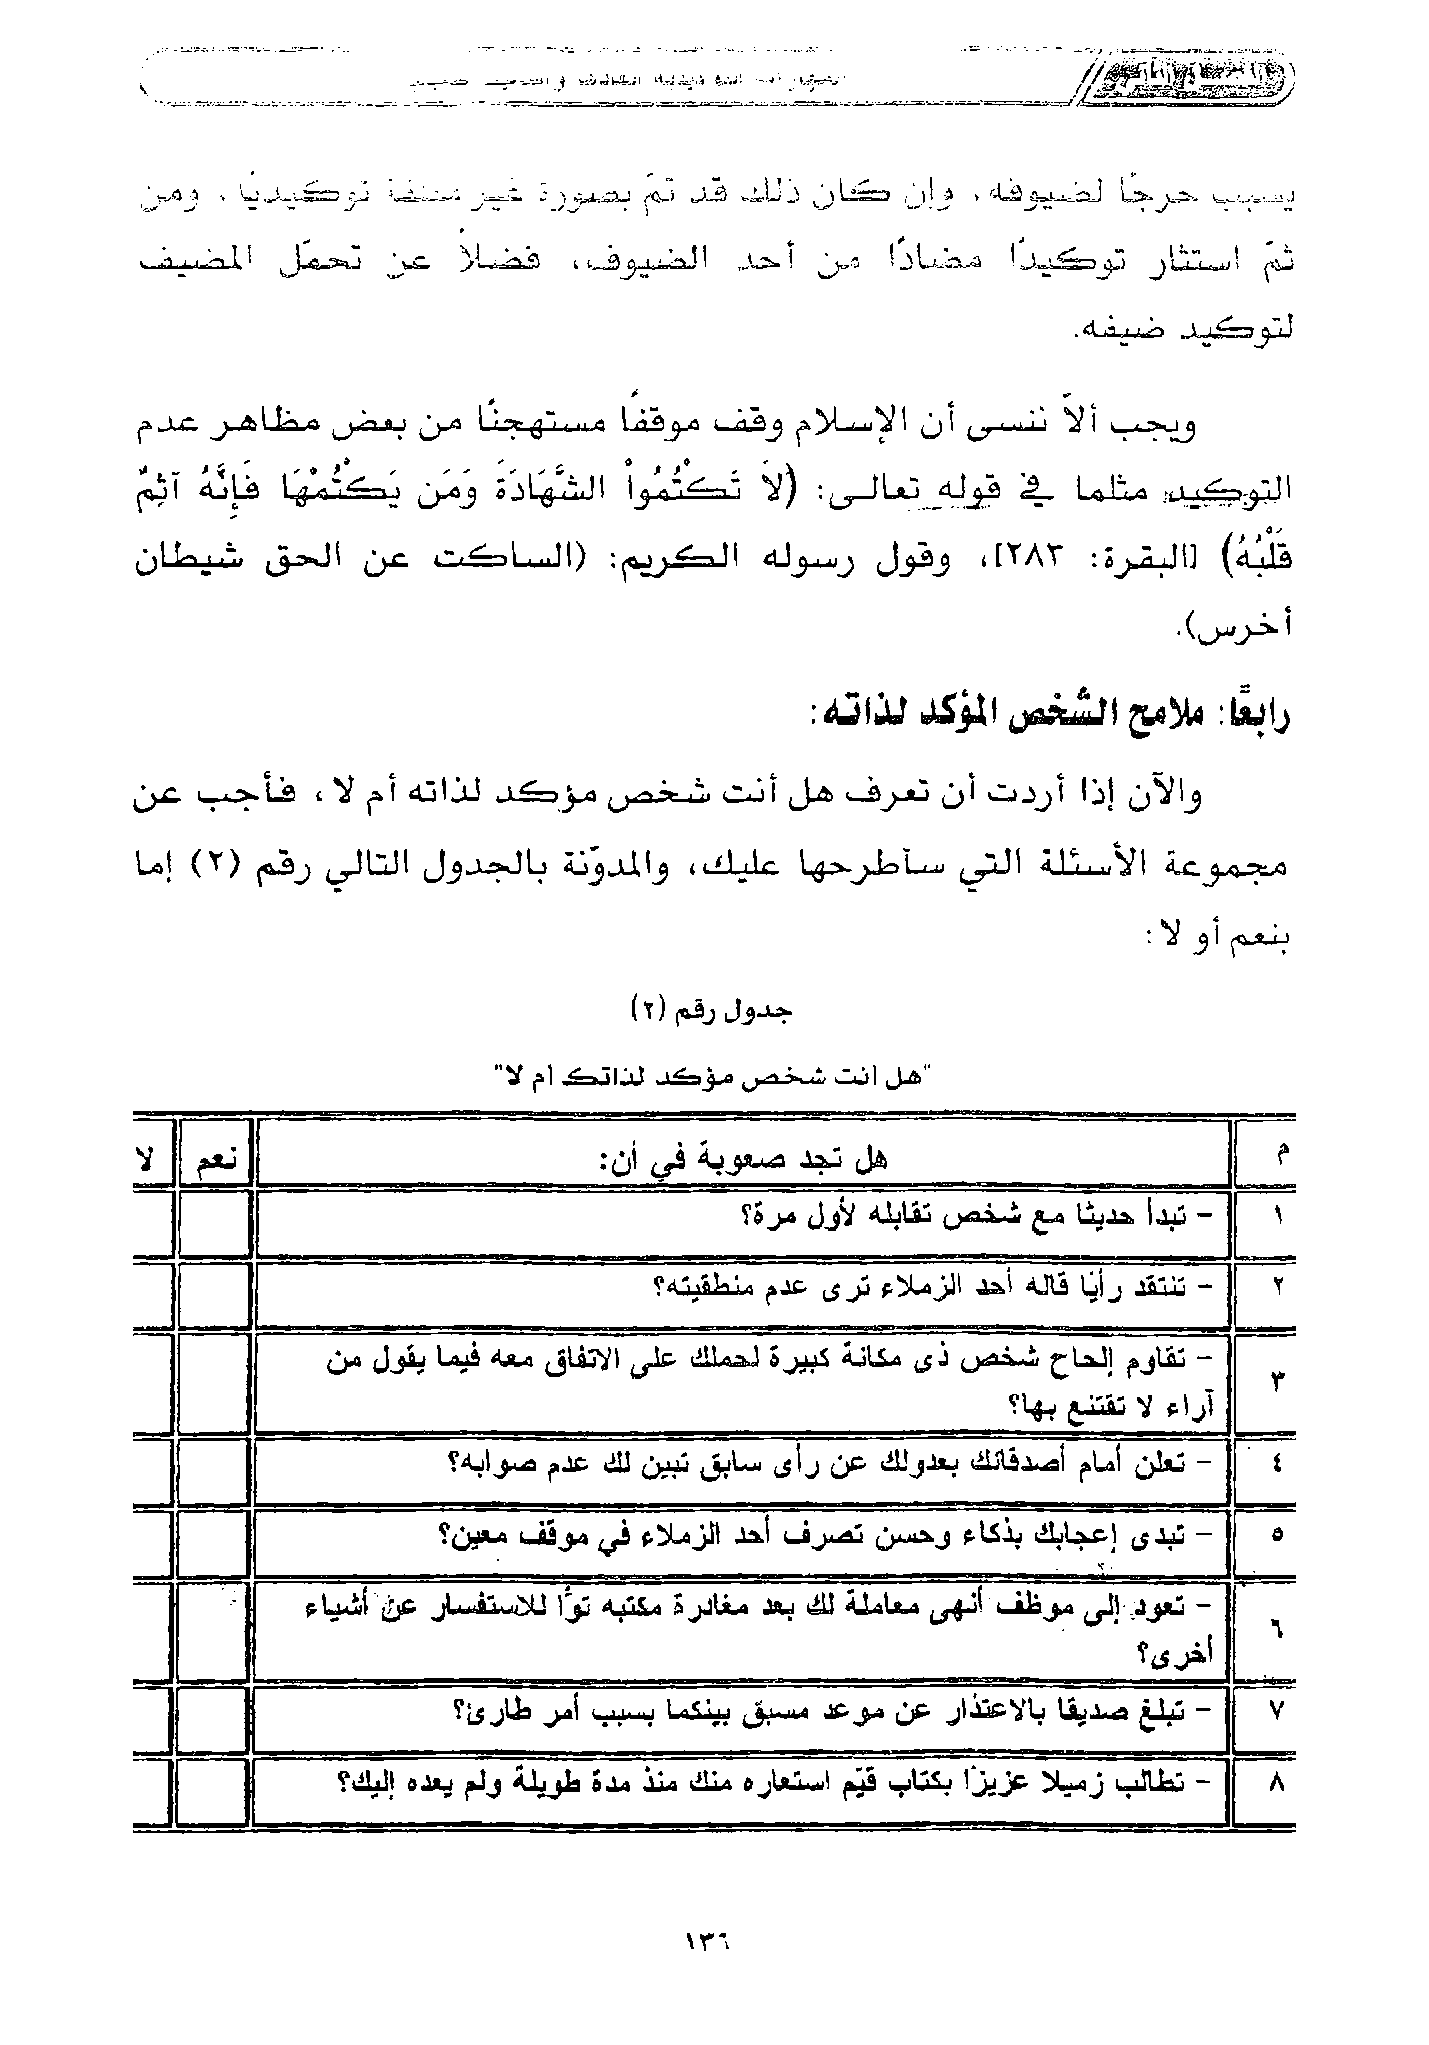 يسبب حرجًا لضيوفه، وإن كان ذلك قد تمّ بصورة غير متقنة توكيديًا، ومن
ثمّ استثار توكيدًا مضادًا من أحد الضيوف، فضلاً عن تحمّل المضيف
لتوكيد ضيفه.
ويجب ألاّ ننسى أن الإسلام وقف موقفًا مستهجنًا من بعض مظاهر عدم
التوكيد مثلما في قوله تعالى: (لاَ تَكْتُمُواْ الشَّهَادَةَ وَمَن يَكْتُمْهَا فَإِنَّهُ آثِمٌ
قَلْبُهُ) [البقرة: ٢٨٣]، وقول رسوله الكريم: (الساكت عن الحق شيطان
أخرس).
رابعًا: ملامح الشّخص المؤكد لذاته:
والآن إذا أردت أن تعرف هل أنت شخص مؤكد لذاته أم لا، فأجب عن
مجموعة الأسئلة التي سأطرحها عليك، والمدوّنة بالجدول التالي رقم (٢) إما
بنعم أو لا:
جدول رقم (٢)
"هل انت شخص مؤكد لذاتك ام لا"
م هل تجد صعوبة في أن: نعم لا
١ - تبدأ حديثا مع شخص تقابله لأول مرة؟
٢ - تنتقد رأيًا قاله أحد الزملاء ترى عدم منطقيته؟
٣ - تقاوم إلحاح شخص ذى مكانة كبيرة لحملك على الاتفاق معه فيما يقول من
آراء لا تقتنع بها؟
٤ - تعلن أمام أصدقائك بعدولك عن رأى سابق تبين لك عدم صوابه؟
٥ - تبدى إعجابك بذكاء وحسن تصرف أحد الزملاء في موقف معين؟
٦ - تعود إلى موظف أنهى معاملة لك بعد مغادرة مكتبه توًا للاستفسار عن أشياء
أخرى؟
٧ - تبلغ صديقا بالاعتذار عن موعد مسبق بينكما بسبب أمر طارئ؟
٨ - تطالب زميلا عزيزًا بكتاب قيّم استعاره منك منذ مدة طويلة ولم يعده إليك؟
١٣٦